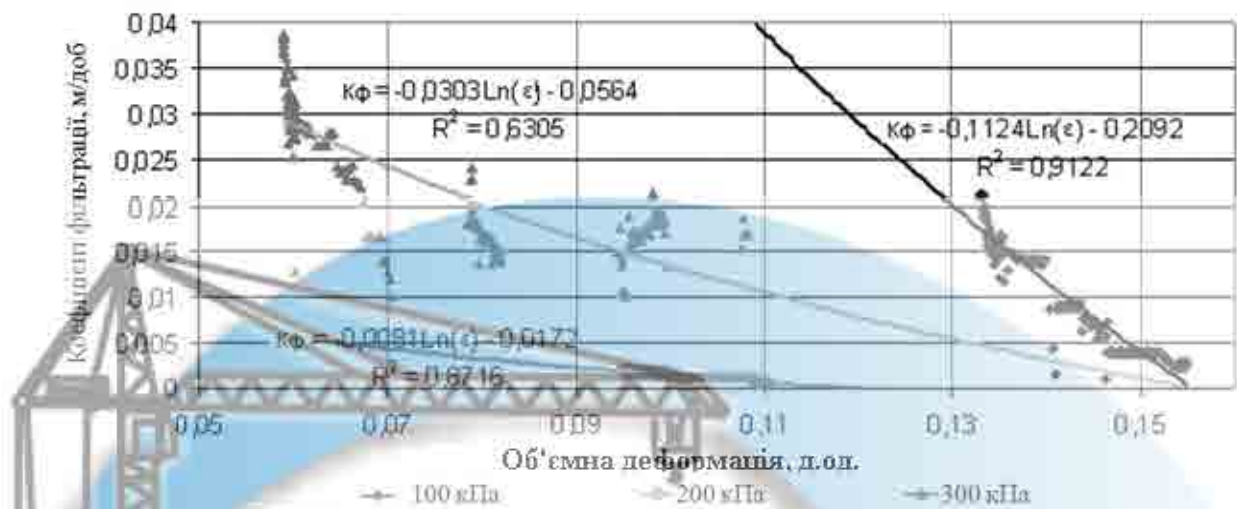 0,04
0,035
0,03
0,025
0,02
0,015
0,01
0,005
0
Коефіцієнт фільтрації, м/доб
Кф = -0,0303Ln(ε) - 0,0564
R² = 0,6305
Кф = -0,1124Ln(ε) - 0,2092
R² = 0,9122
Кф = -0,0081Ln(ε) - 0,0172
R² = 0,8716
0,05 0,07 0,09 0,11 0,13 0,15
Об'ємна деформація, д.од.
100 кПа 200 кПа 300 кПа